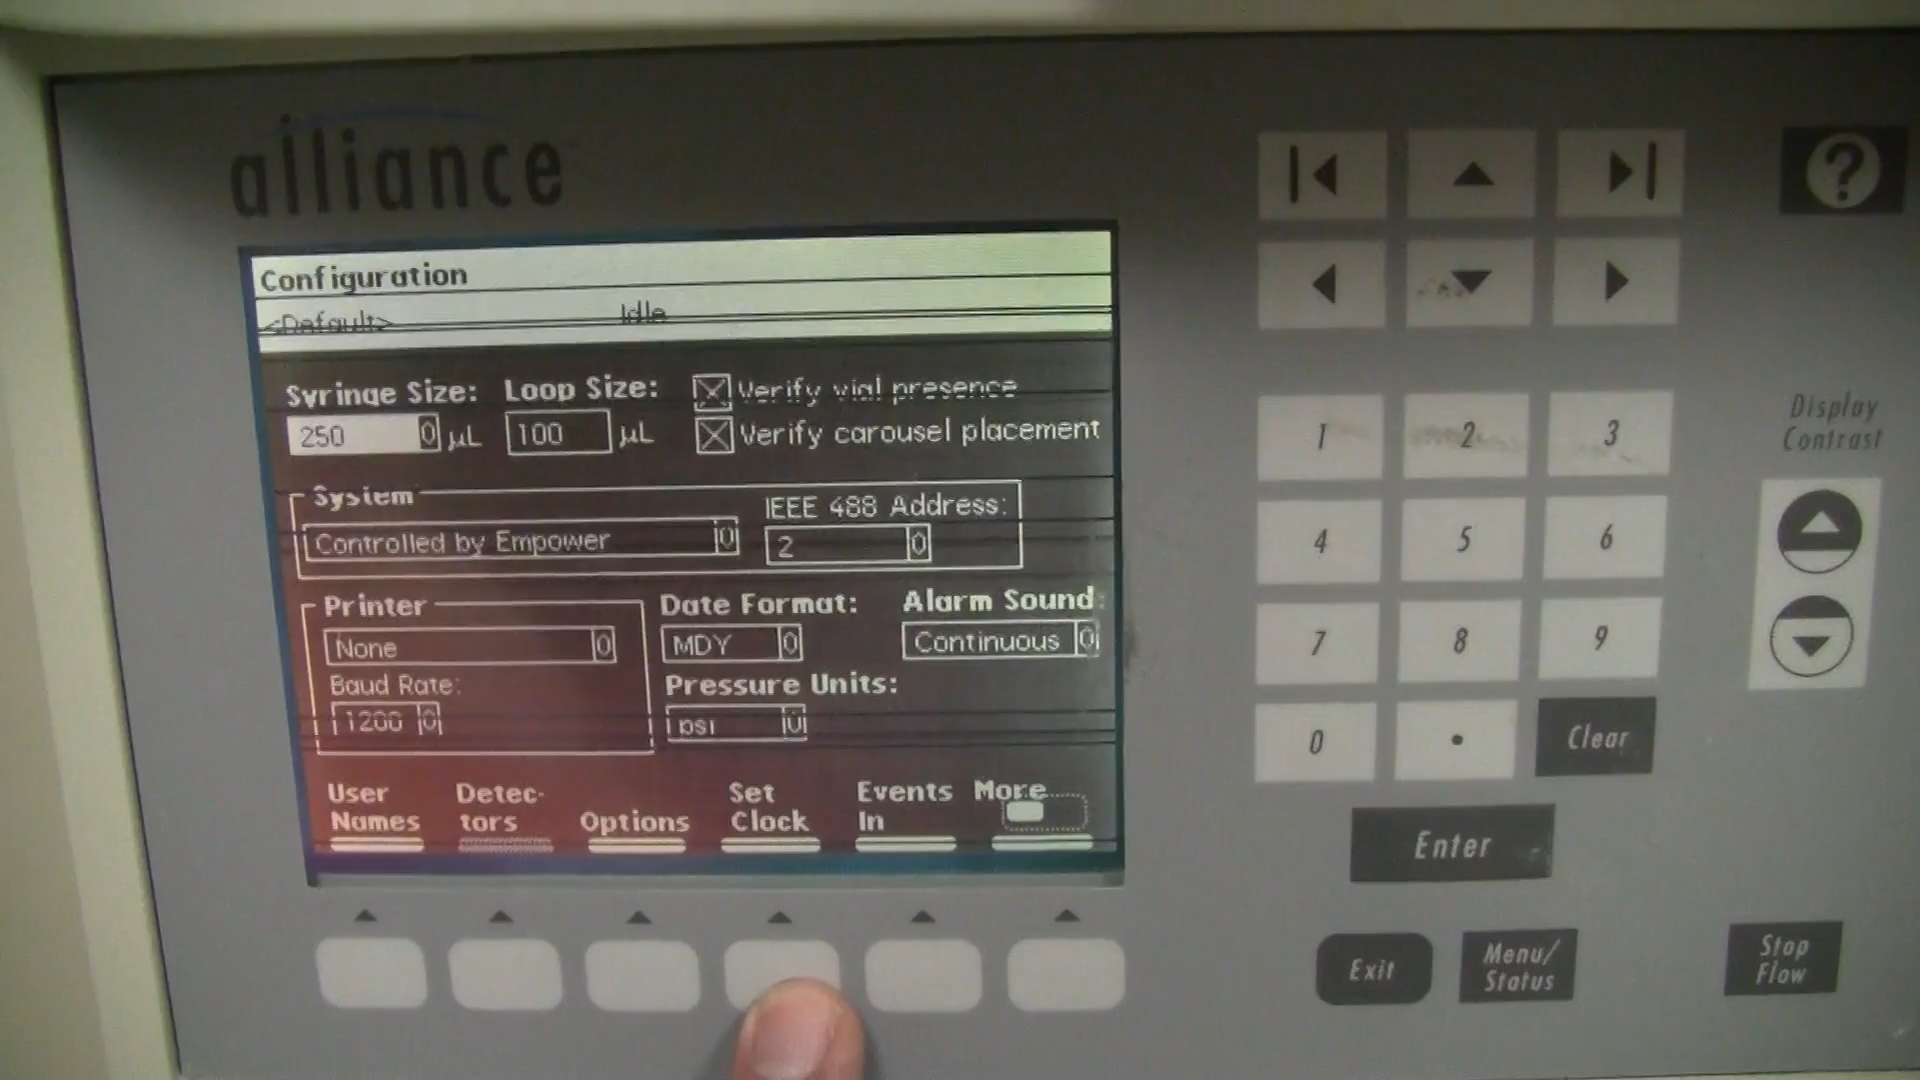 alliance
Configuration
<Default> Idle
Syringe Size: Loop Size: Verify vial presence
250 µL 100 µL Verify carousel placement
System IEEE 488 Address:
Controlled by Empower 2
Printer Date Format: Alarm Sound:
None MDY Continuous
Baud Rate: Pressure Units:
1200 psi
User Names
Detec-
tors
Options
Set
Clock
Events
In
More
?
1 2 3
4 5 6
7 8 9
0 . Clear
Enter
Exit
Menu/
Status
Stop
Flow
Display
Contrast